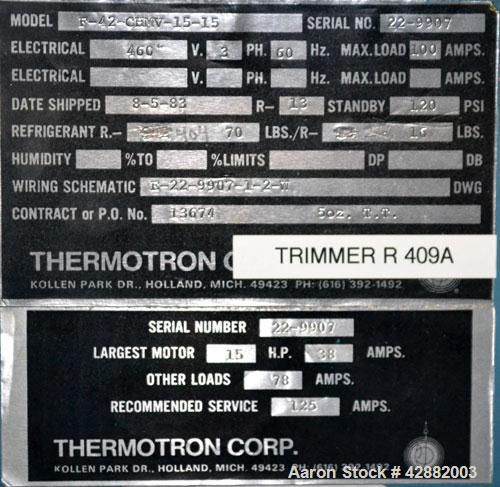 MODEL F-42-CHMV-15-15 SERIAL NO. 22-9907
ELECTRICAL 460 V. 3 PH. 60 Hz. MAX.LOAD 100 AMPS.
ELECTRICAL V. PH. Hz. MAX.LOAD AMPS.
DATE SHIPPED 8-5-83 R- 13 STANDBY 120 PSI
REFRIGERANT R.- 70 LBS./R- LBS.
HUMIDITY %TO %LIMITS DP DB
WIRING SCHEMATIC E-22-9907-1-2-W DWG
CONTRACT or P.O. No. 13674 5oz. T.T.
THERMOTRON
TRIMMER R 409A
KOLLEN PARK DR., HOLLAND, MICH. 49423 PH: (616) 392-1492
SERIAL NUMBER 22-9907
LARGEST MOTOR 15 H.P. 38 AMPS.
OTHER LOADS 78 AMPS.
RECOMMENDED SERVICE 125 AMPS.
THERMOTRON CORP.
KOLLEN PARK DR., HOLLAND, MICH. 49423 PH: (616) 392-1492
Aaron Stock # 42882003